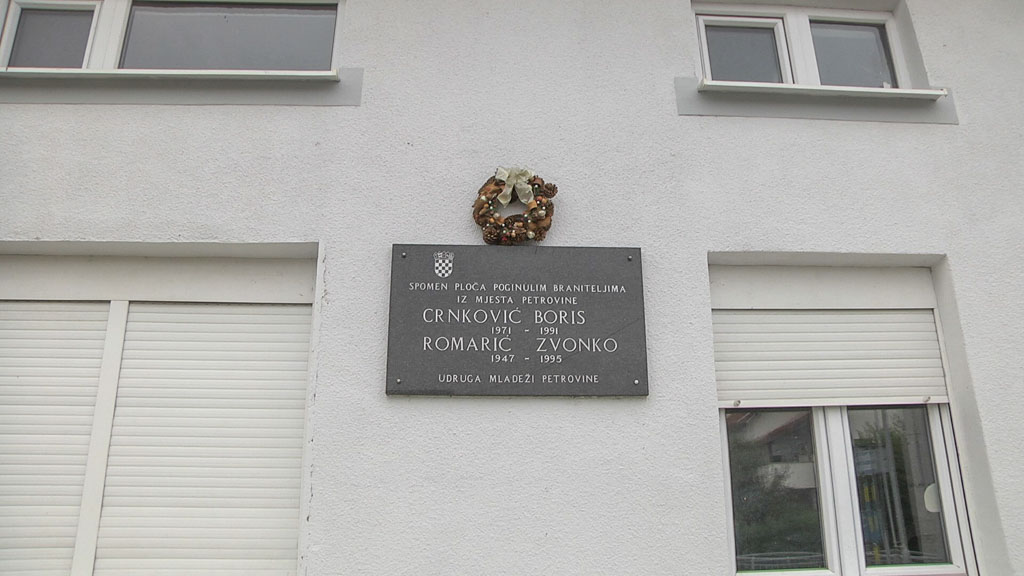 SPOMEN PLOČA POGINULIM BRANITELJIMA
IZ MJESTA PETROVINE
CRNKOVIĆ BORIS
1971 - 1991
ROMARIĆ ZVONKO
1947 - 1995
UDRUGA MLADEŽI PETROVINE